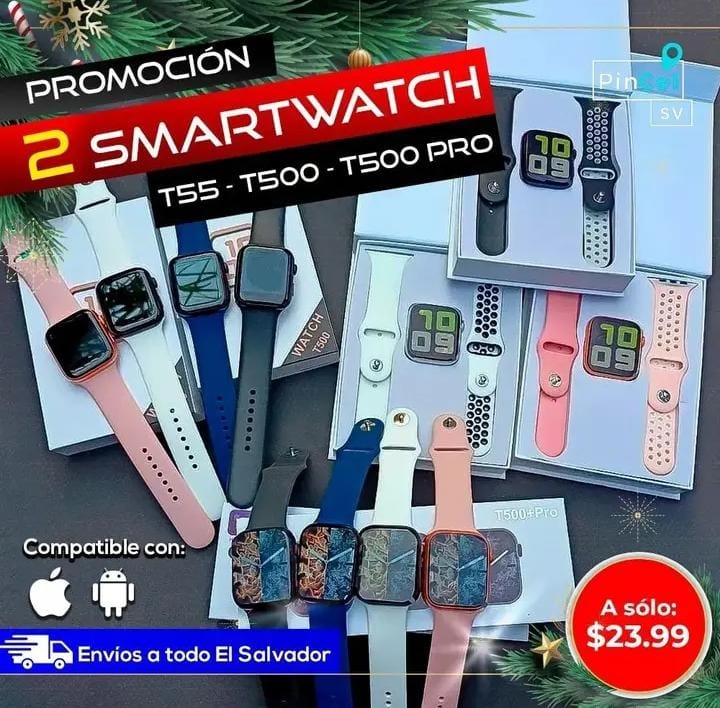 PROMOCIÓN
2 SMARTWATCH
T55 - T500 - T500 PRO
PinSel
SV
10
09
10
09
10
09
WATCH
T500
T500+Pro
Compatible con:
Envíos a todo El Salvador
A sólo:
$23.99